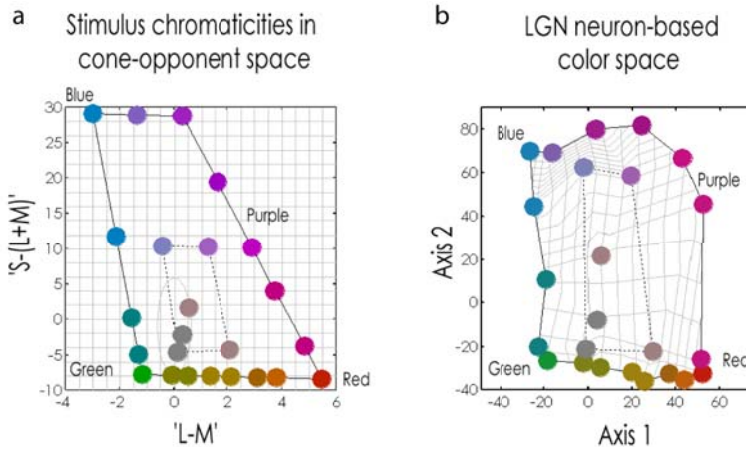 a
Stimulus chromaticities in
cone-opponent space
Blue
30
25
20
15
10
5
0
-5
-10
'S-(L+M)'
Purple
Green
Red
-4 -2 0 2 4 6
'L-M'
b
LGN neuron-based
color space
80
60
40
20
0
-20
-40
Axis 2
Blue
Purple
Green
Red
-40 -20 0 20 40 60
Axis 1